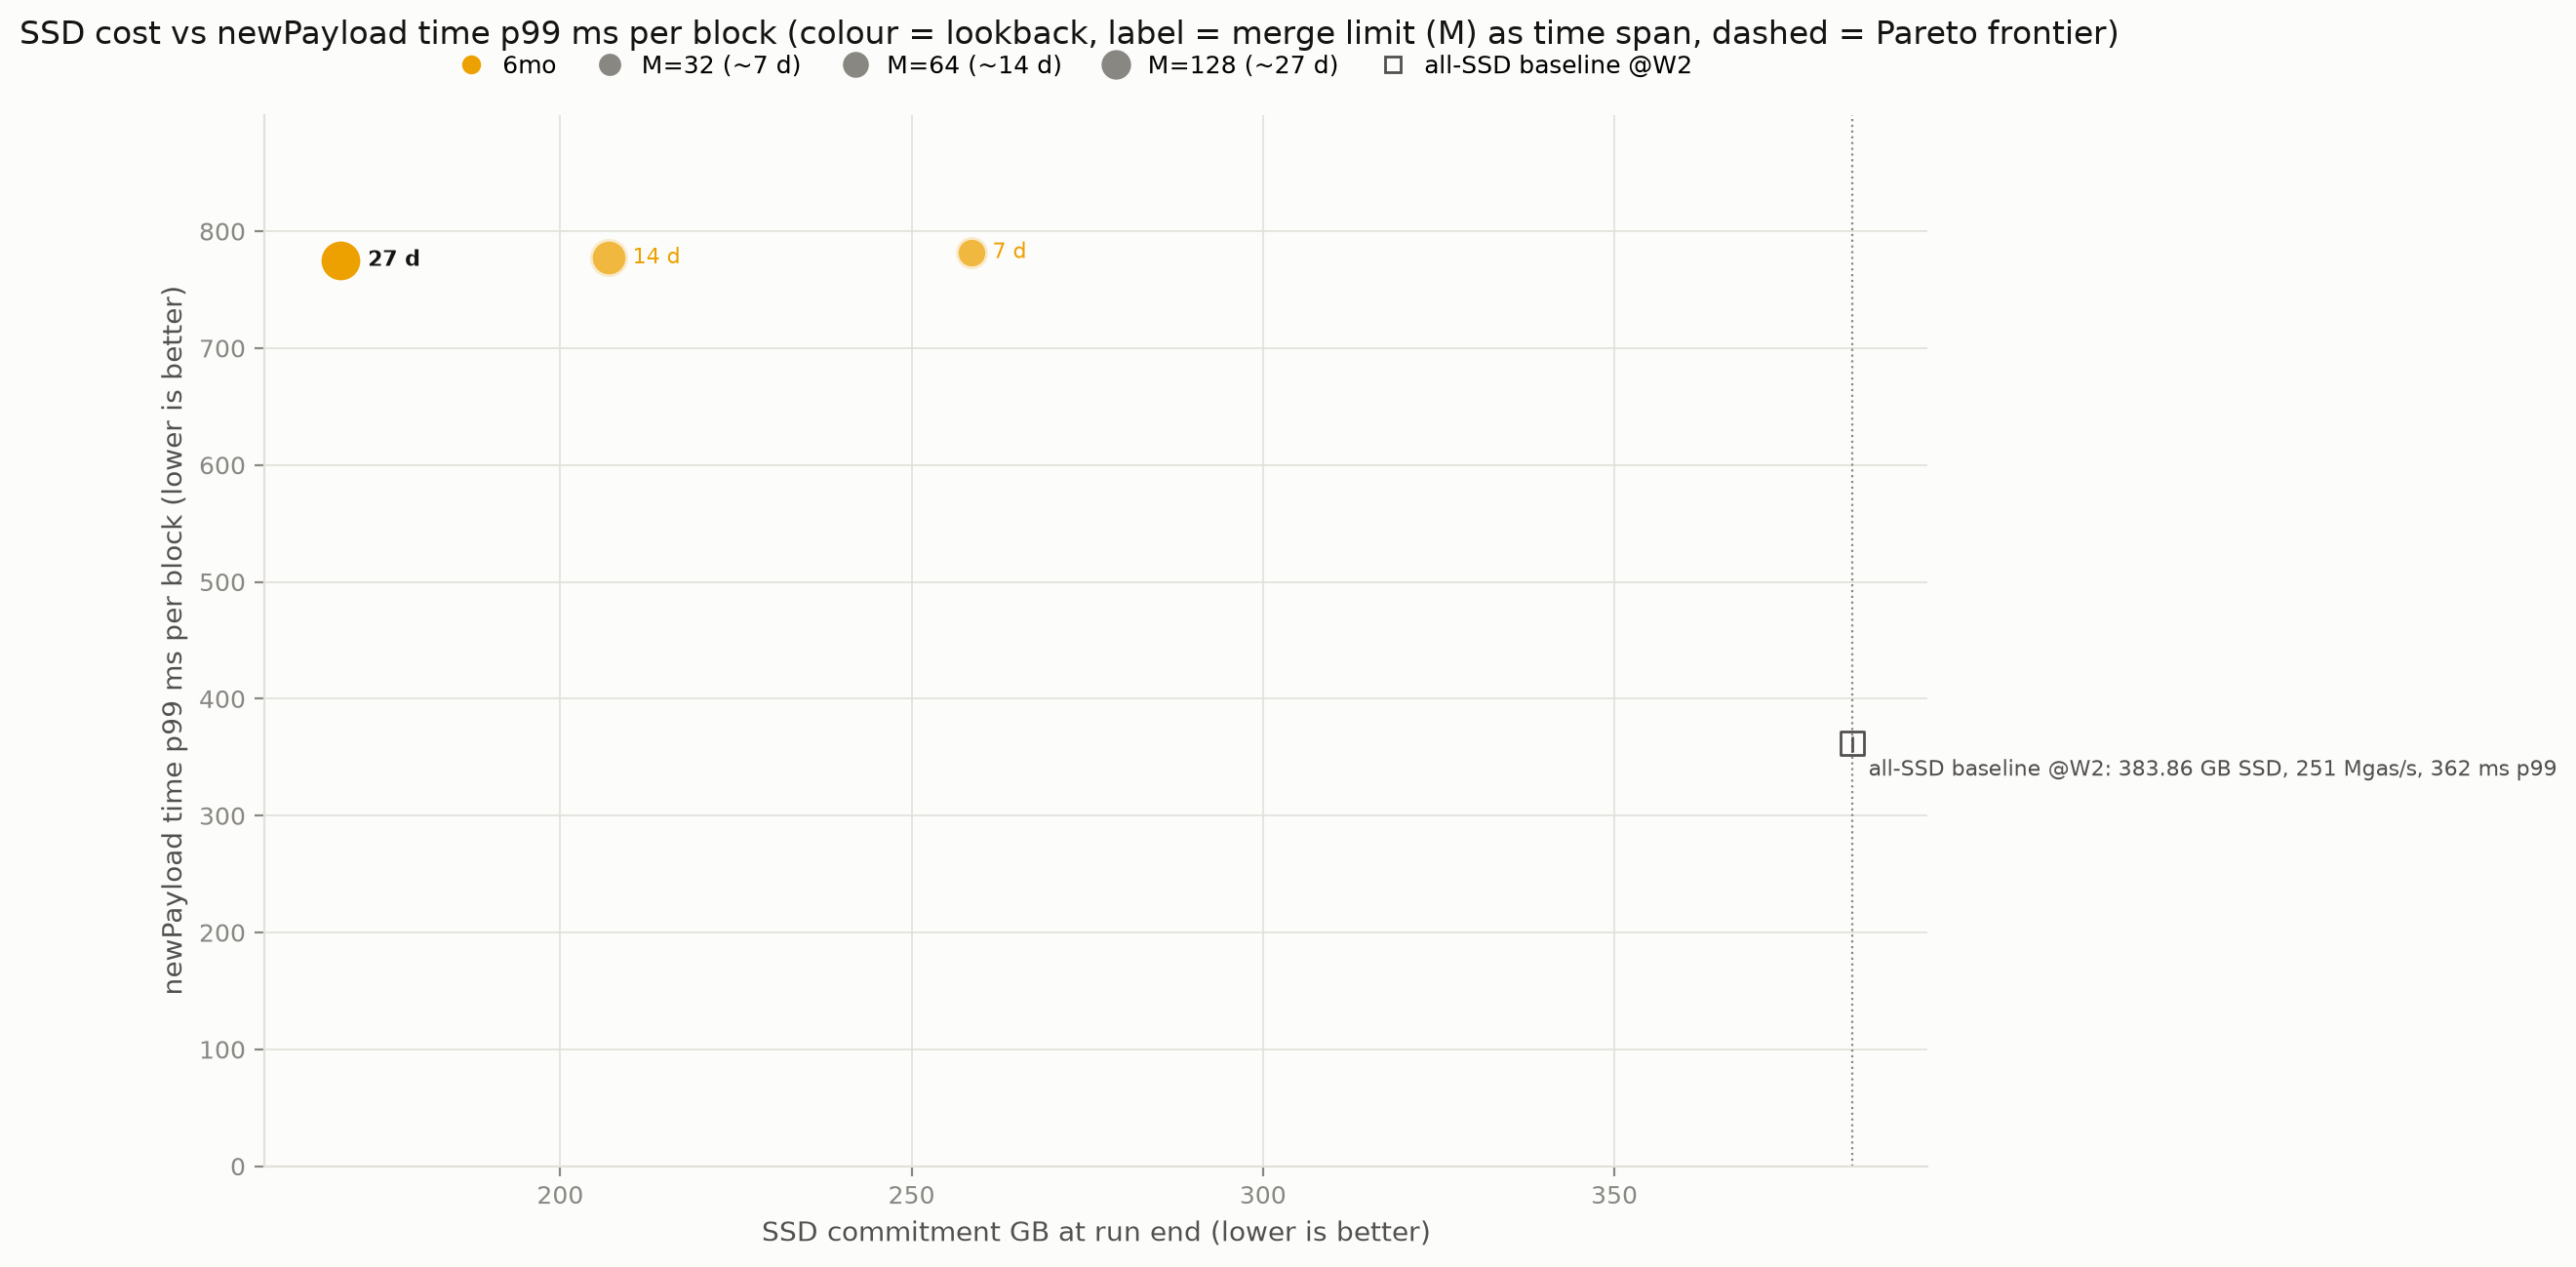 SSD cost vs newPayload time p99 ms per block (colour = lookback, label = merge limit (M) as time span, dashed = Pareto frontier)
6mo M=32 (~7 d) M=64 (~14 d) M=128 (~27 d) all-SSD baseline @W2
newPayload time p99 ms per block (lower is better)
800
700
600
500
400
300
200
100
0
27 d
14 d
7 d
all-SSD baseline @W2: 383.86 GB SSD, 251 Mgas/s, 362 ms p99
200 250 300 350
SSD commitment GB at run end (lower is better)